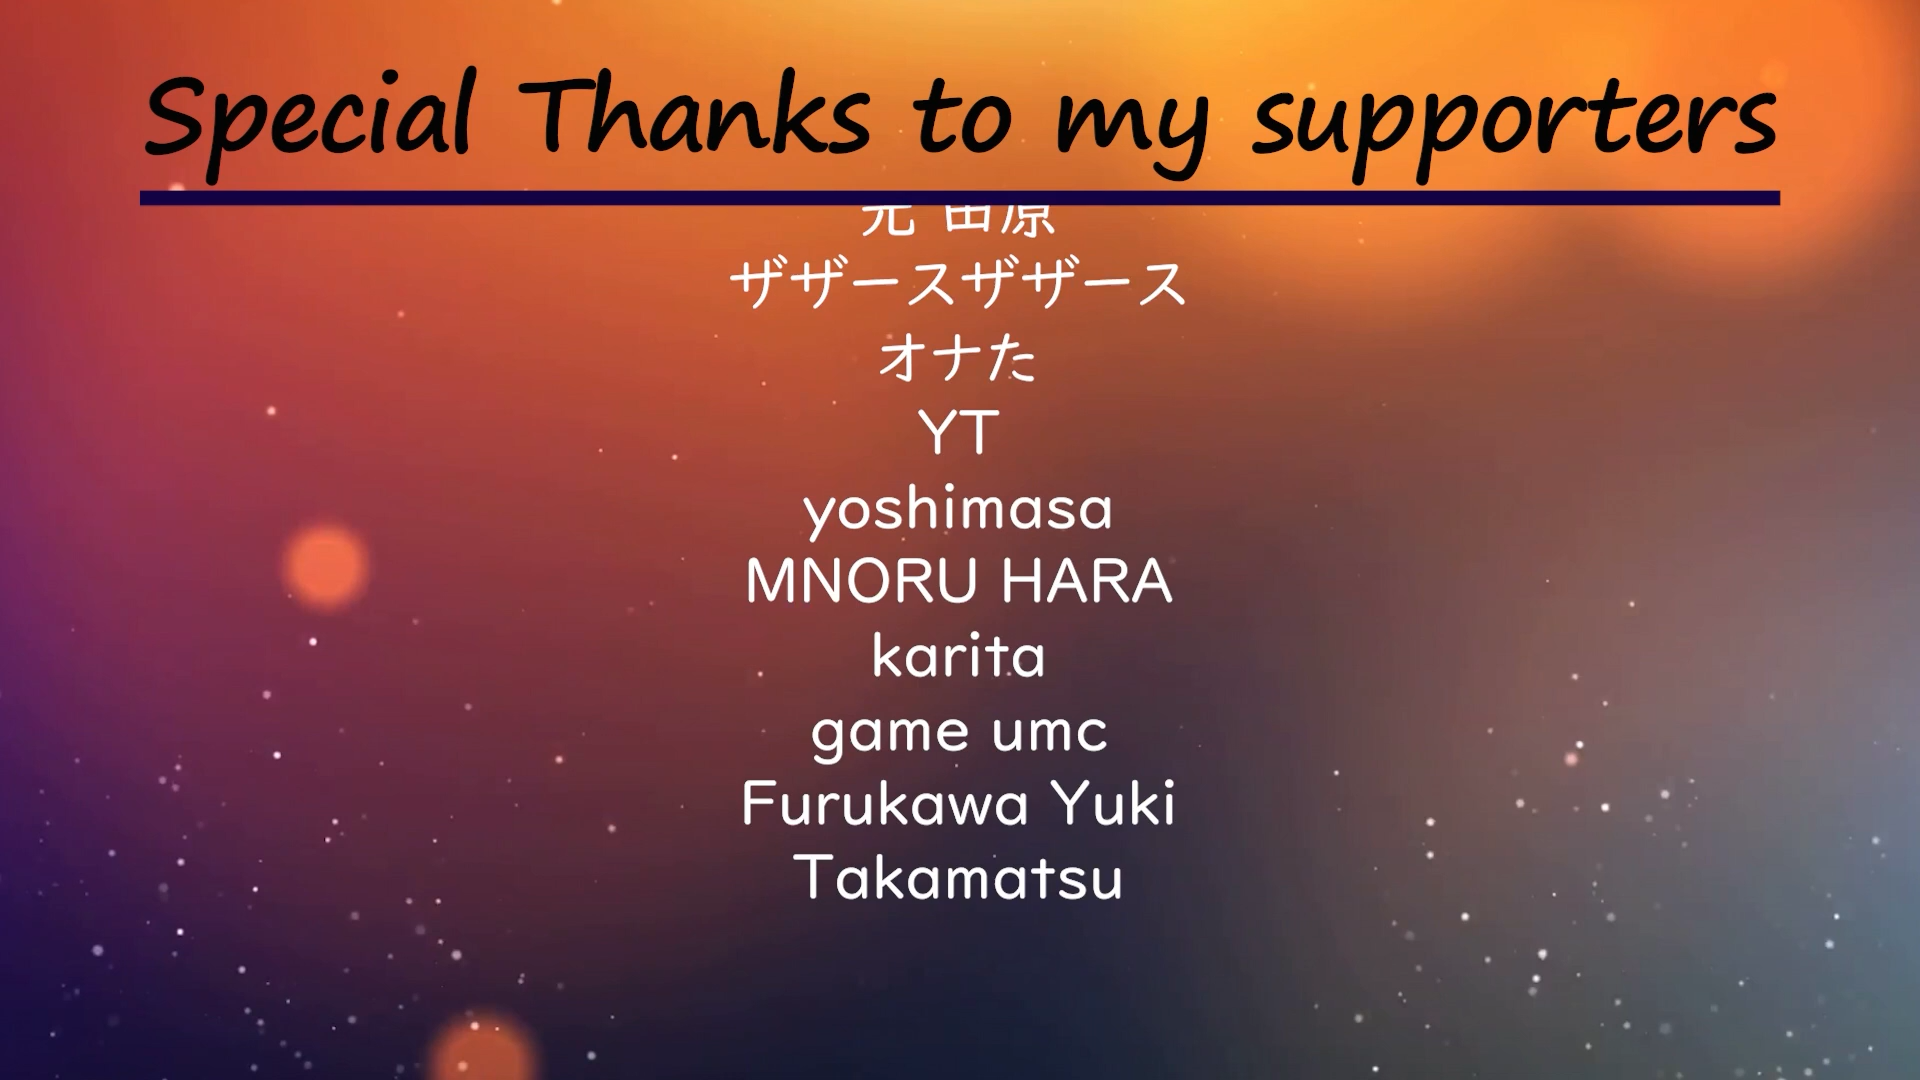 Special Thanks to my supporters
ザザースザザース
オナた
YT
yoshimasa
MNORU HARA
karita
game umc
Furukawa Yuki
Takamatsu